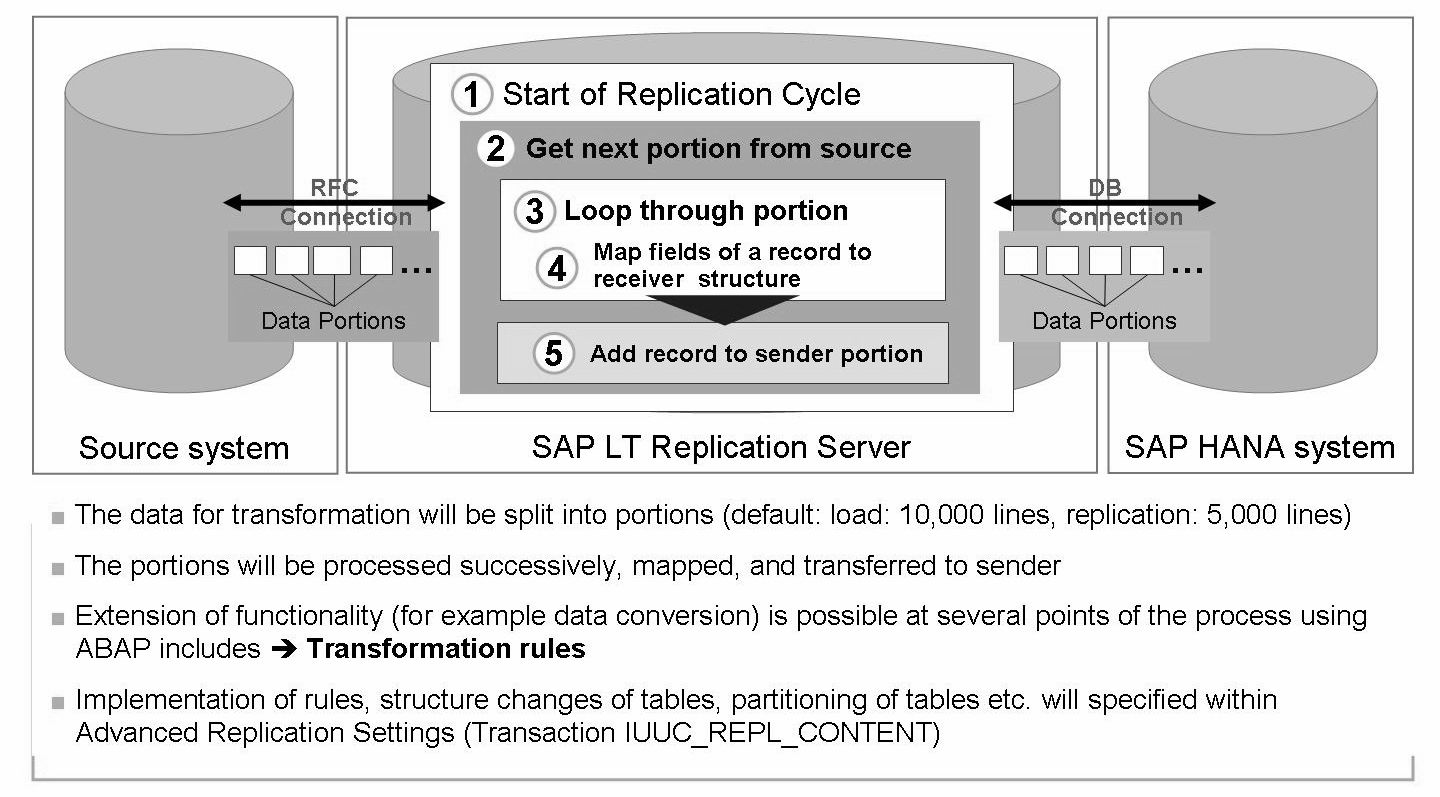 1 Start of Replication Cycle
2 Get next portion from source
RFC
Connection
3 Loop through portion
4 Map fields of a record to
receiver structure
5 Add record to sender portion
...
Data Portions
DB
Connection
...
Data Portions
Source system
SAP LT Replication Server
SAP HANA system
■ The data for transformation will be split into portions (default: load: 10,000 lines, replication: 5,000 lines)
■ The portions will be processed successively, mapped, and transferred to sender
■ Extension of functionality (for example data conversion) is possible at several points of the process using
ABAP includes ➔ Transformation rules
■ Implementation of rules, structure changes of tables, partitioning of tables etc. will specified within
Advanced Replication Settings (Transaction IUUC_REPL_CONTENT)